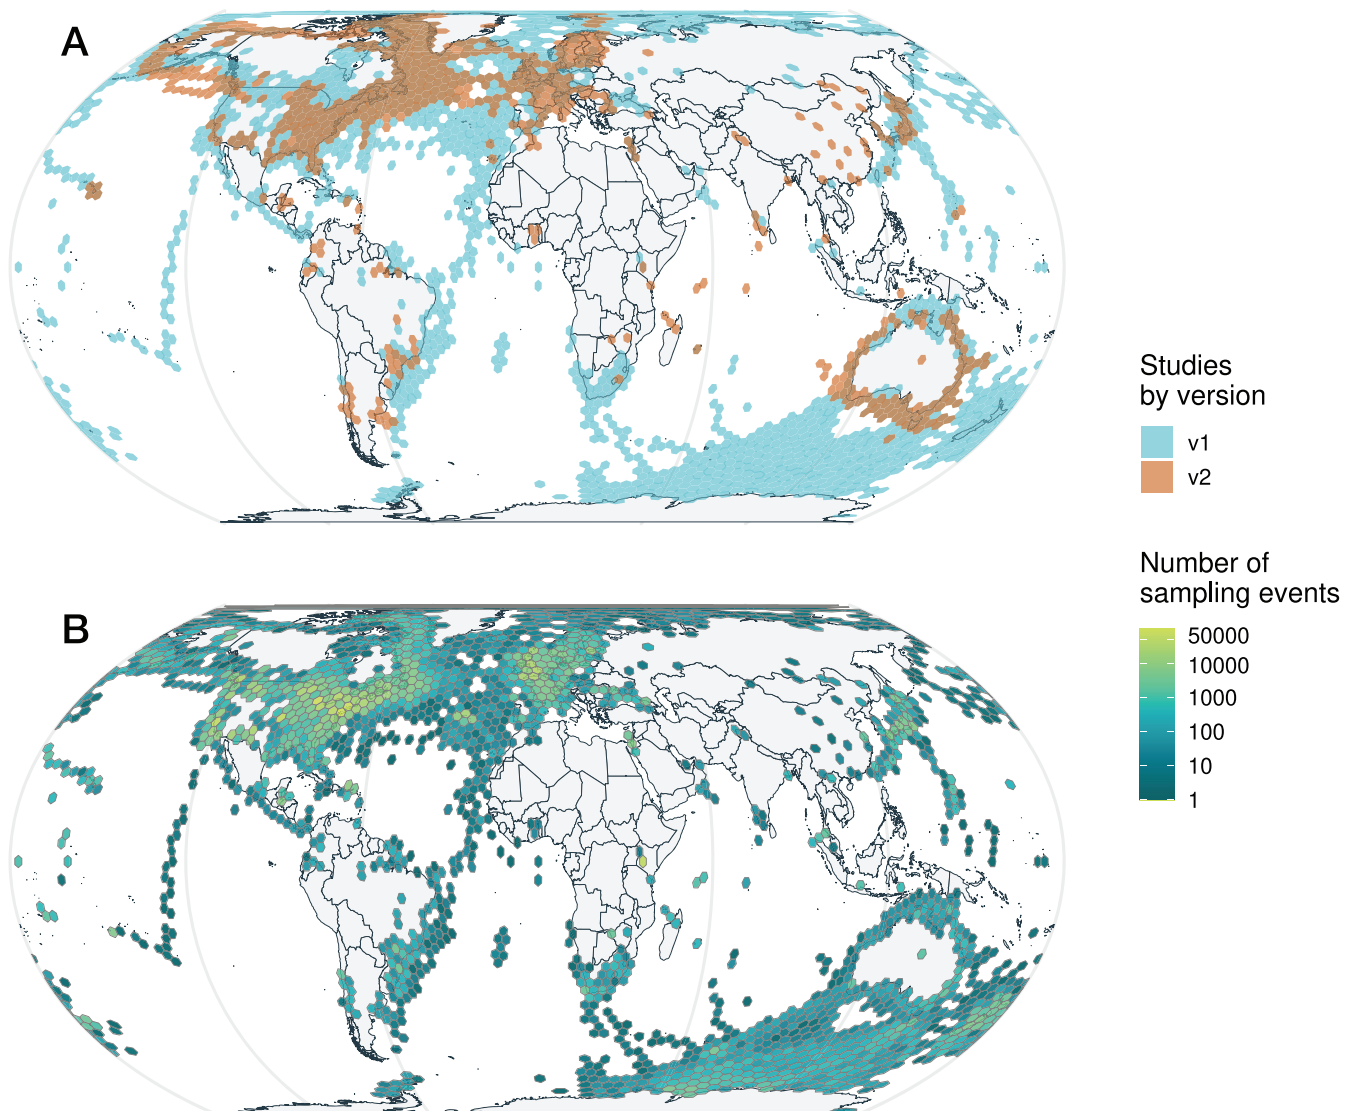 A
Studies
by version
v1
v2
B
Number of
sampling events
50000
10000
1000
100
10
1